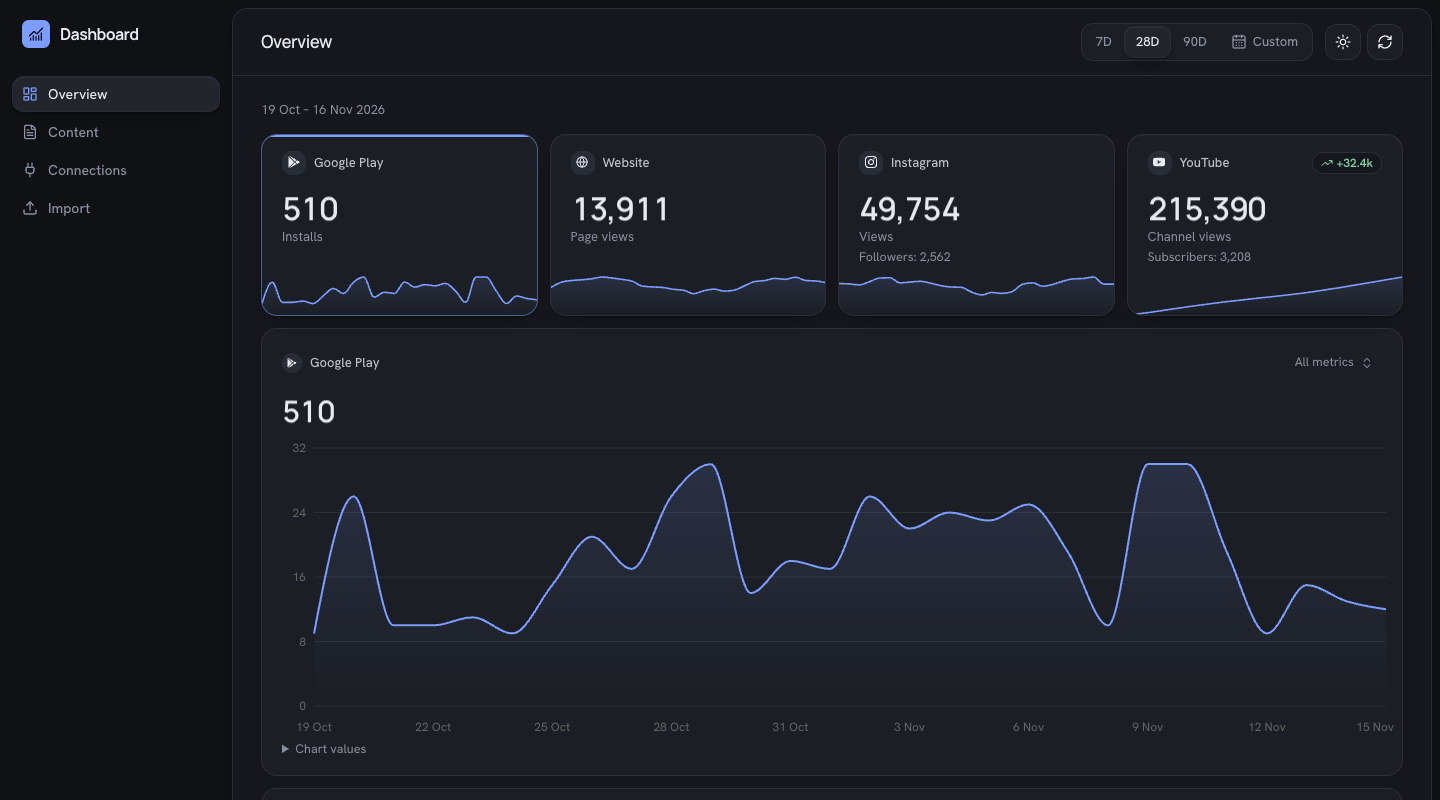 Dashboard
Overview
Content
Connections
Import
Overview
7D 28D 90D Custom
19 Oct – 16 Nov 2026
Google Play
510
Installs
Website
13,911
Page views
Instagram
49,754
Views
Followers: 2,562
YouTube
+32.4k
215,390
Channel views
Subscribers: 3,208
Google Play
All metrics
510
32
24
16
8
0
19 Oct 22 Oct 25 Oct 28 Oct 31 Oct 3 Nov 6 Nov 9 Nov 12 Nov 15 Nov
Chart values